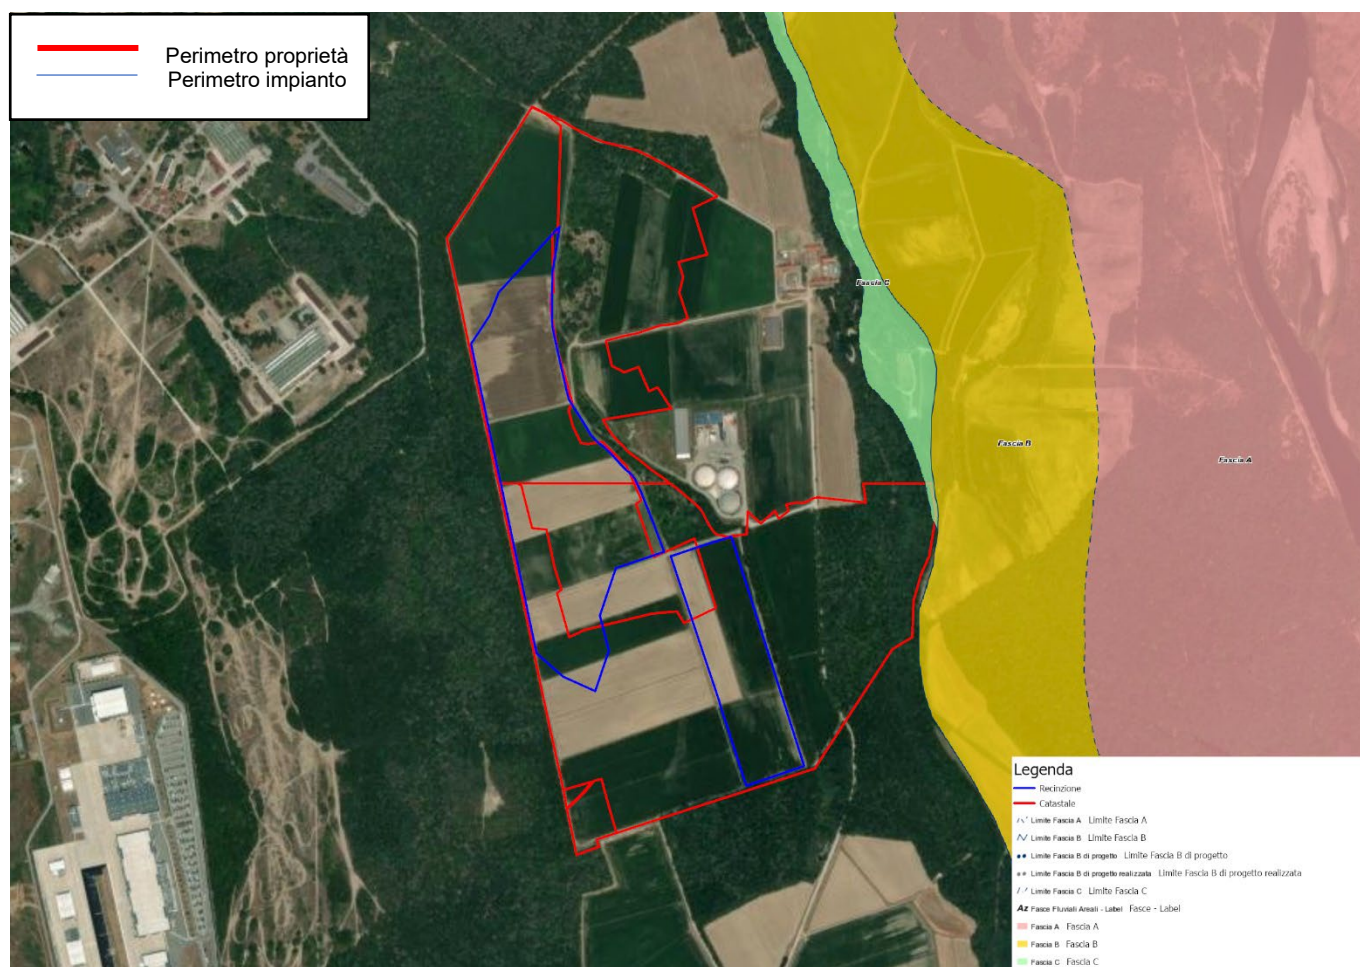 Perimetro proprietà
Perimetro impianto
Fascia C
Fascia B
Fascia A
Legenda
Recinzione
Catastale
Limite Fascia A Limite Fascia A
Limite Fascia B Limite Fascia B
Limite Fascia B di progetto Limite Fascia B di progetto
Limite Fascia B di progetto realizzata Limite Fascia B di progetto realizzata
Limite Fascia C Limite Fascia C
Az Fasce Fluviali Areali - Label Fasce - Label
Fascia A Fascia A
Fascia B Fascia B
Fascia C Fascia C